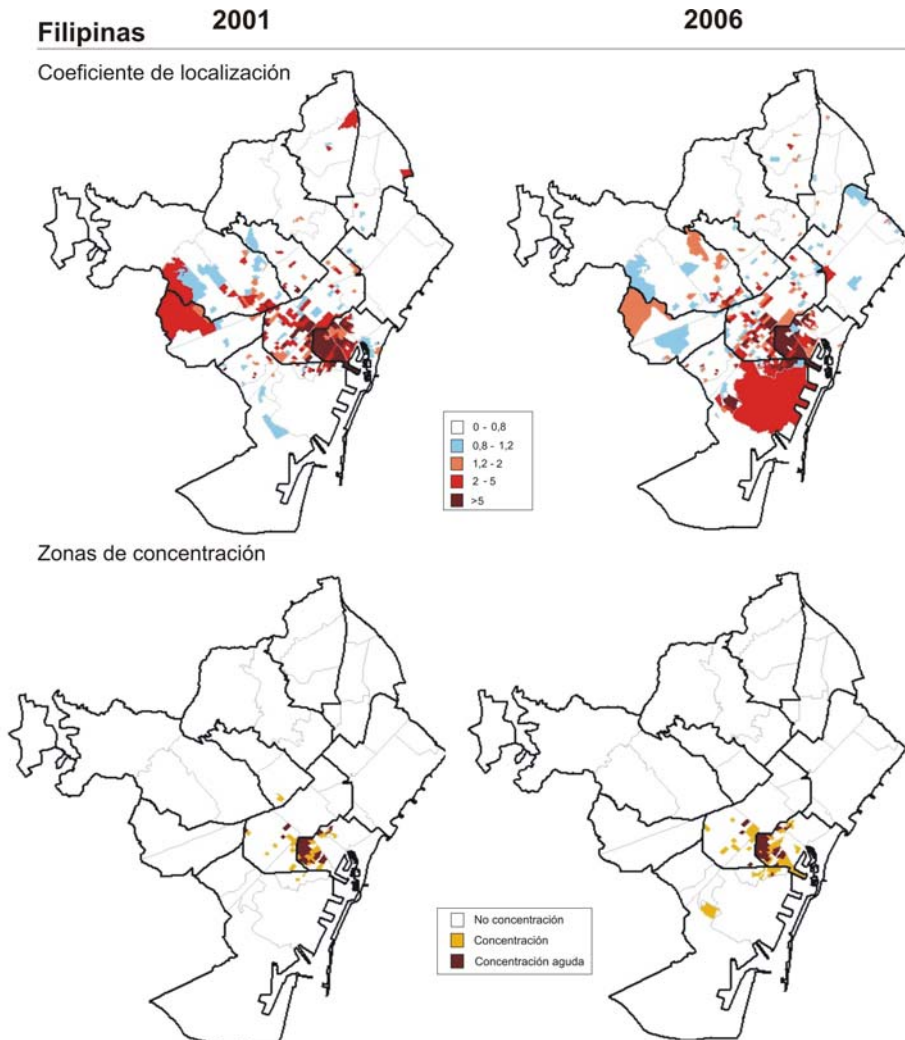 Filipinas
2001
2006
Coeficiente de localización
0 - 0,8
0,8 - 1,2
1,2 - 2
2 - 5
>5
Zonas de concentración
No concentración
Concentración
Concentración aguda